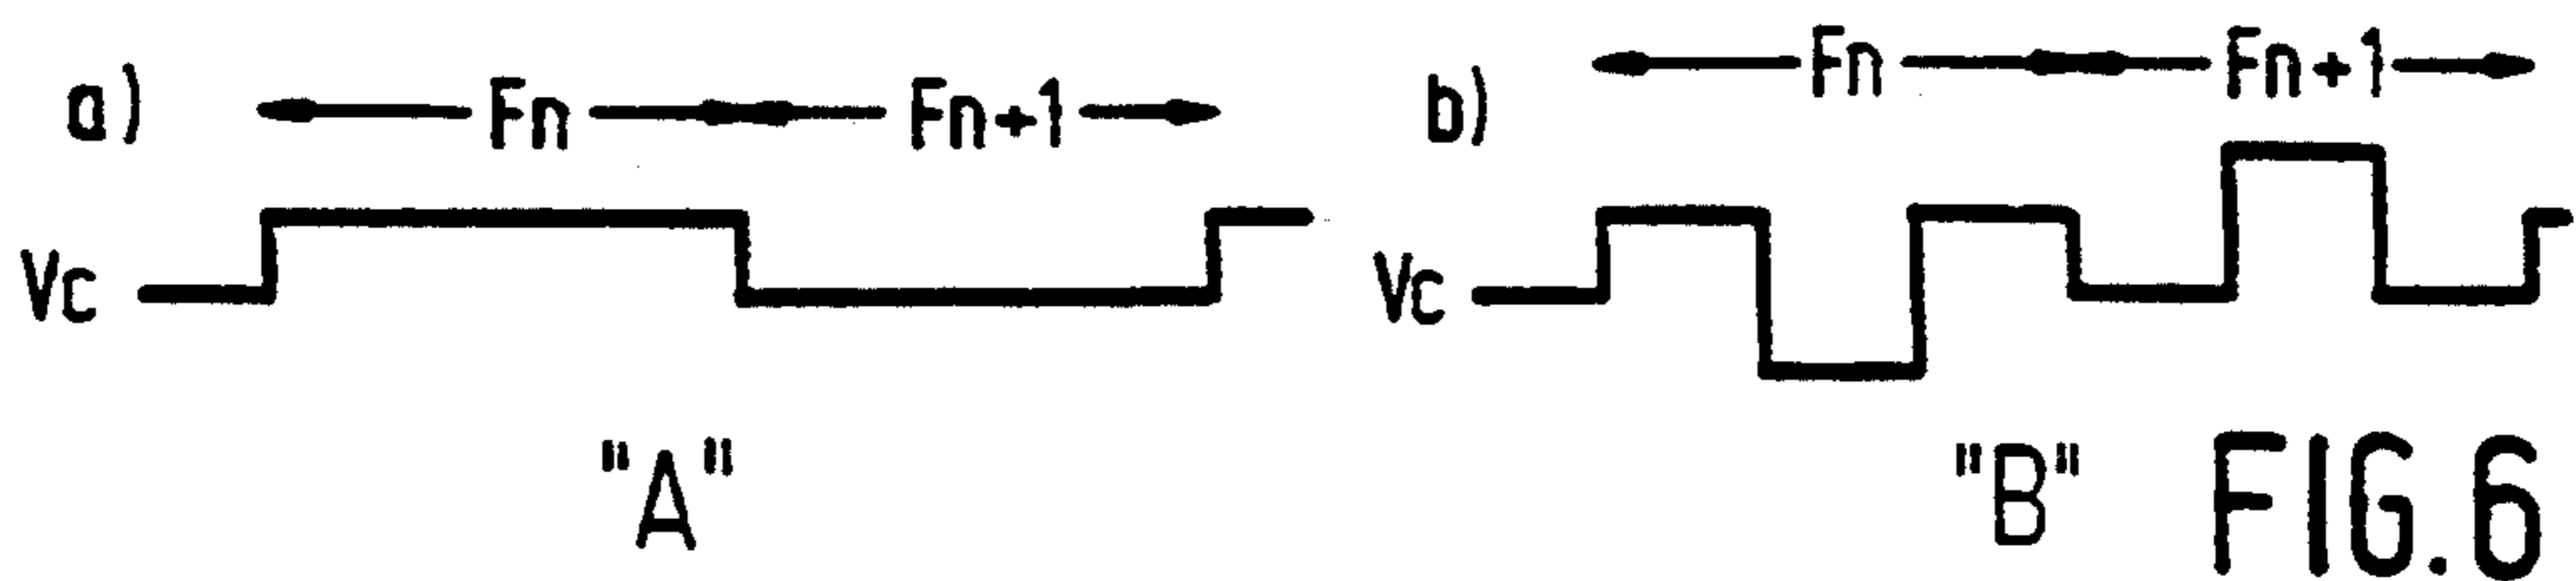 a) Fn Fn+1
Vc
"A"
b) Fn Fn+1
Vc
"B"
FIG.6